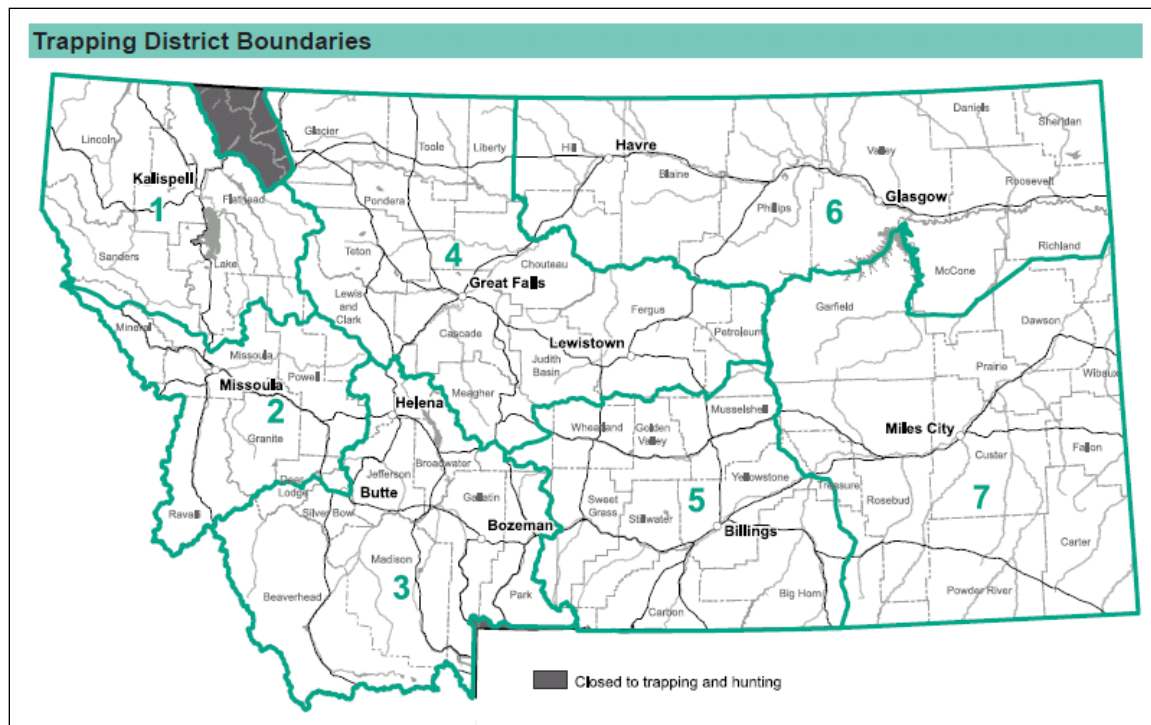 Trapping District Boundaries
Lincoln
Kalispell
1
Flathead
Sanders
Lake
Glacier
Toole
Liberty
Pondera
Teton
4
Chouteau
Great Falls
Lewis
and
Clark
Cascade
Fergus
Lewistown
Judith
Basin
Petroleum
Meagher
Hill
Havre
Blaine
Phillips
6
Valley
Daniels
Sheridan
Roosevelt
Glasgow
Richland
McCone
Mineral
Missoula
Powell
Missoula
2
Granite
Deer
Lodge
Ravalli
Helena
Broadwater
Jefferson
Butte
Silver Bow
Gallatin
Bozeman
Madison
3
Beaverhead
Park
Wheatland
Golden
Valley
Musselshell
Sweet
Grass
Stillwater
5
Yellowstone
Billings
Carbon
Big Horn
Garfield
Dawson
Prairie
Wibaux
Miles City
Custer
Fallon
Treasure
Rosebud
7
Carter
Powder River
Closed to trapping and hunting